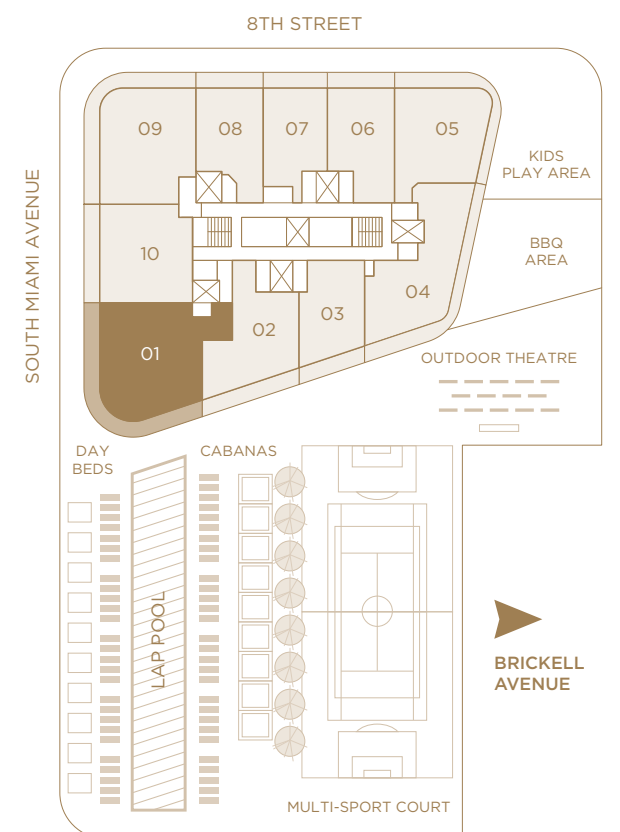 8TH STREET
SOUTH MIAMI AVENUE
09
08
07
06
05
KIDS
PLAY AREA
10
BBQ
AREA
04
03
02
01
OUTDOOR THEATRE
DAY
BEDS
CABANAS
LAP POOL
BRICKELL
AVENUE
MULTI-SPORT COURT